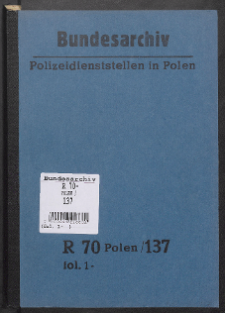 Bundesarchiv
Polizeidienststellen in Polen
Bundesarchiv
R 70-
POLEN /
137
R 70 Polen/137
fol. 1-